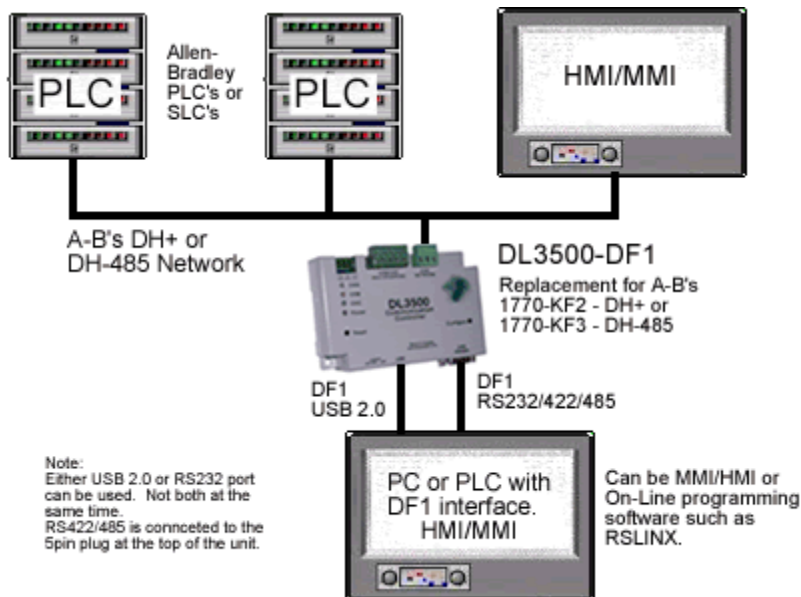 PLC
Allen-
Bradley
PLC's or
SLC's
PLC
HMI/MMI
A-B's DH+ or
DH-485 Network
DL3500
DL3500-DF1
Replacement for A-B's
1770-KF2 - DH+ or
1770-KF3 - DH-485
DF1
USB 2.0
DF1
RS232/422/485
Note:
Either USB 2.0 or RS232 port
can be used.  Not both at the
same time.
RS422/485 is connceted to the
5pin plug at the top of the unit.
PC or PLC with
DF1 interface.
HMI/MMI
Can be MMI/HMI or
On-Line programming
software such as
RSLINX.